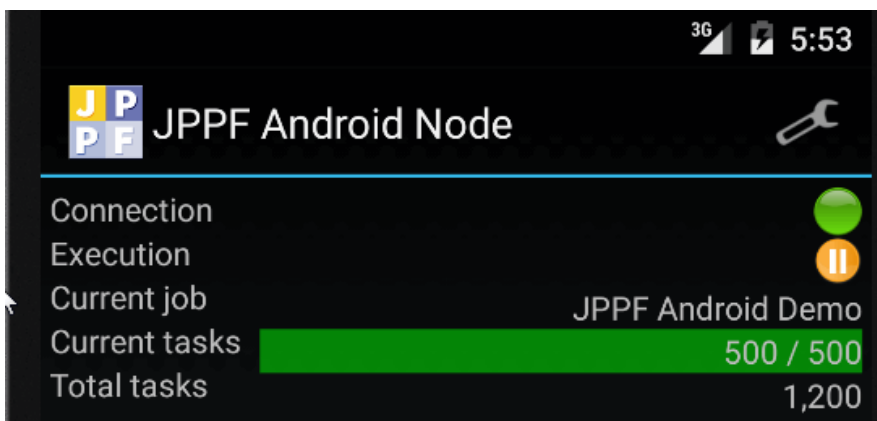 3G 5:53
JP
PF
JPPF Android Node
Connection
Execution
Current job JPPF Android Demo
Current tasks 500 / 500
Total tasks 1,200